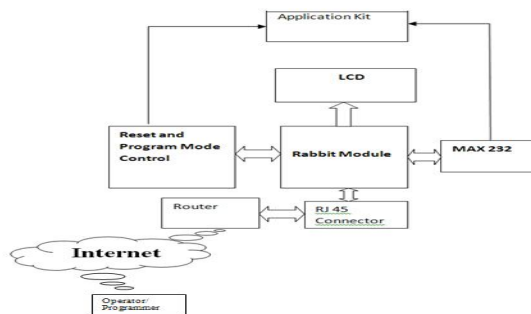 Application Kit
LCD
Reset and
Program Mode
Control
Rabbit Module
MAX 232
Router
RJ 45
Connector
Internet
Operator/
Programmer